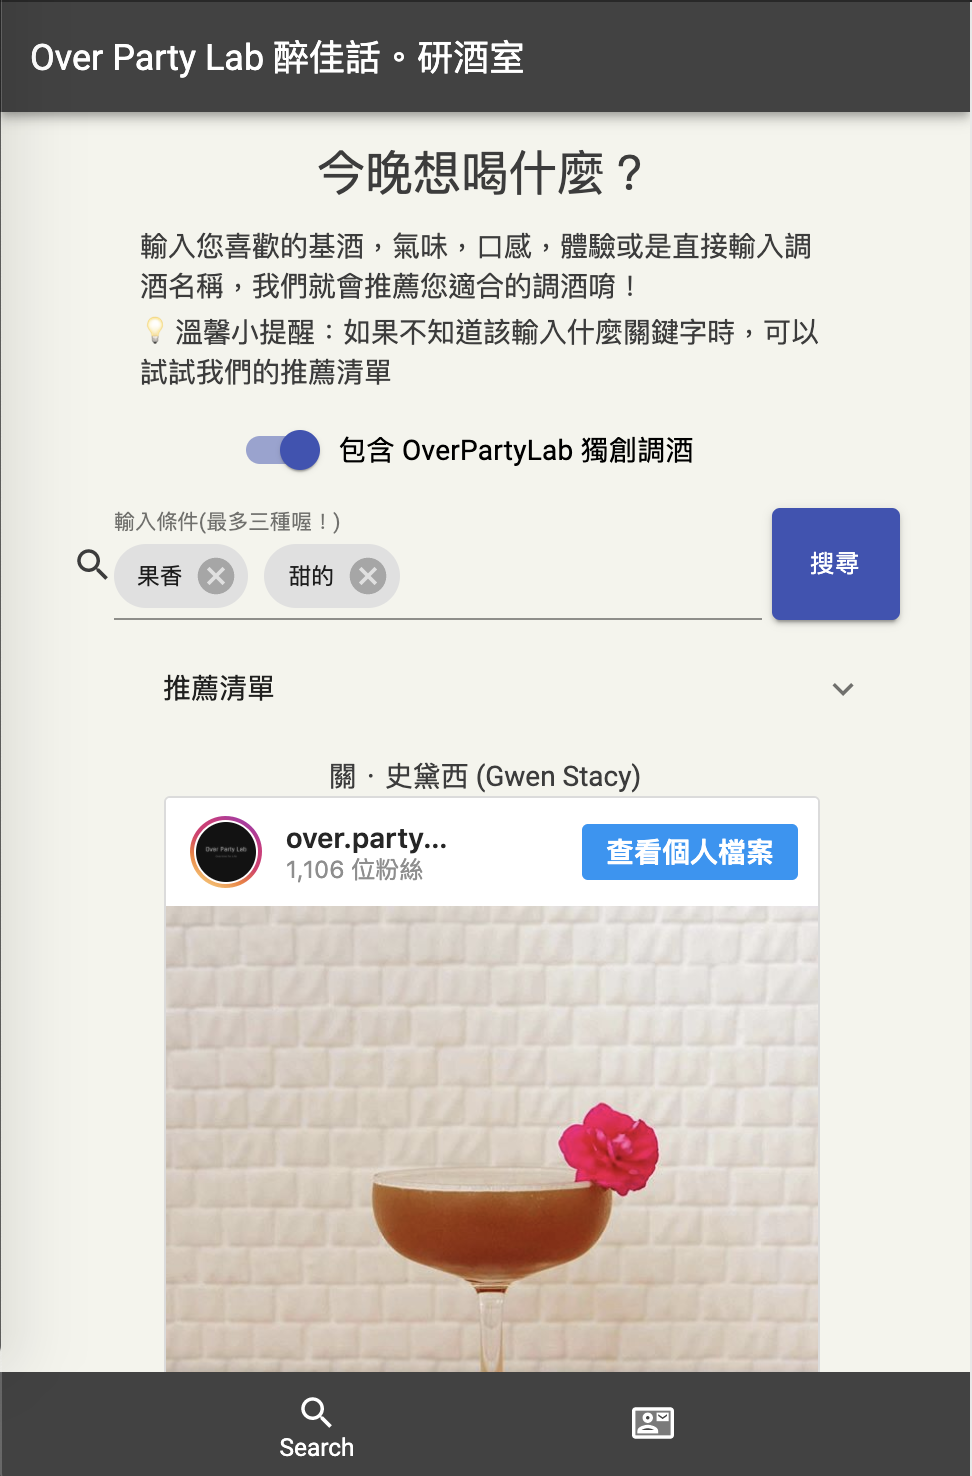 Over Party Lab 醉佳話。研酒室
今晚想喝什麼？
輸入您喜歡的基酒，氣味，口感，體驗或是直接輸入調
酒名稱，我們就會推薦您適合的調酒唷！
💡 溫馨小提醒：如果不知道該輸入什麼關鍵字時，可以
試試我們的推薦清單
包含 OverPartyLab 獨創調酒
輸入條件(最多三種喔！)
果香
甜的
搜尋
推薦清單
關．史黛西 (Gwen Stacy)
Over Party Lab
over.party...
1,106 位粉絲
查看個人檔案
Search